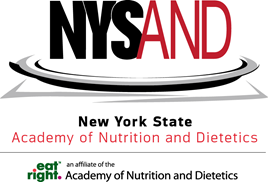 NYSAND
New York State
Academy of Nutrition and Dietetics
eat right. an affiliate of the
Academy of Nutrition and Dietetics